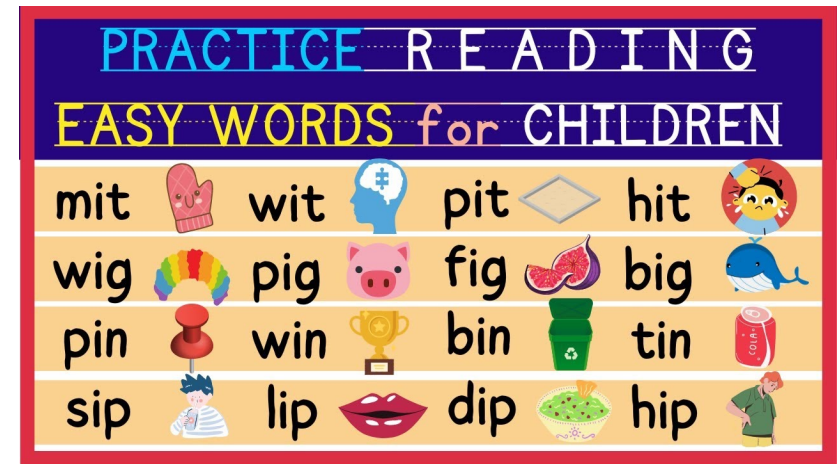 PRACTICE READING
EASY WORDS for CHILDREN
mit wit pit hit
wig pig fig big
pin win bin tin
COLA
sip lip dip hip